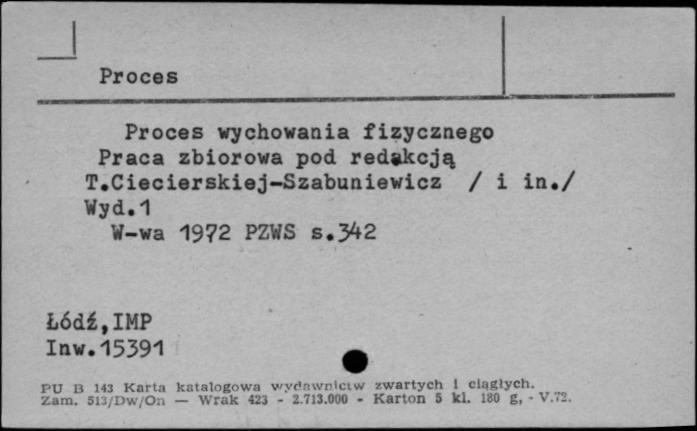 Proces
Proces wychowania fizycznego
Praca zbiorowa pod redakcją
T.Ciecierskiej-Szabuniewicz / i in./
Wyd.1
W-wa 1972 PZWS s.342
Łódź,IMP
Inw.15391
PU B 143 Karta katalogowa wydawnictw zwartych i ciągłych.
Zam. 513/Dw/On — Wrak 423 - 2.713.000 - Karton 5 kl. 180 g, - V.72.